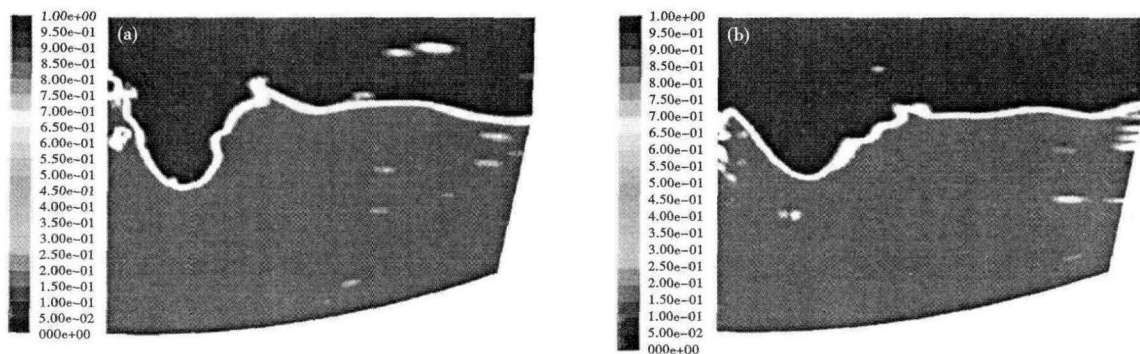 1.00e+00
9.50e−01
9.00e−01
8.50e−01
8.00e−01
7.50e−01
7.00e−01
6.50e−01
6.00e−01
5.50e−01
5.00e−01
4.50e−01
4.00e−01
3.50e−01
3.00e−01
2.50e−01
2.00e−01
1.50e−01
1.00e−01
5.00e−02
000e+00
(a)
1.00e+00
9.50e−01
9.00e−01
8.50e−01
8.00e−01
7.50e−01
7.00e−01
6.50e−01
6.00e−01
5.50e−01
5.00e−01
4.50e−01
4.00e−01
3.50e−01
3.00e−01
2.50e−01
2.00e−01
1.50e−01
1.00e−01
5.00e−02
000e+00
(b)